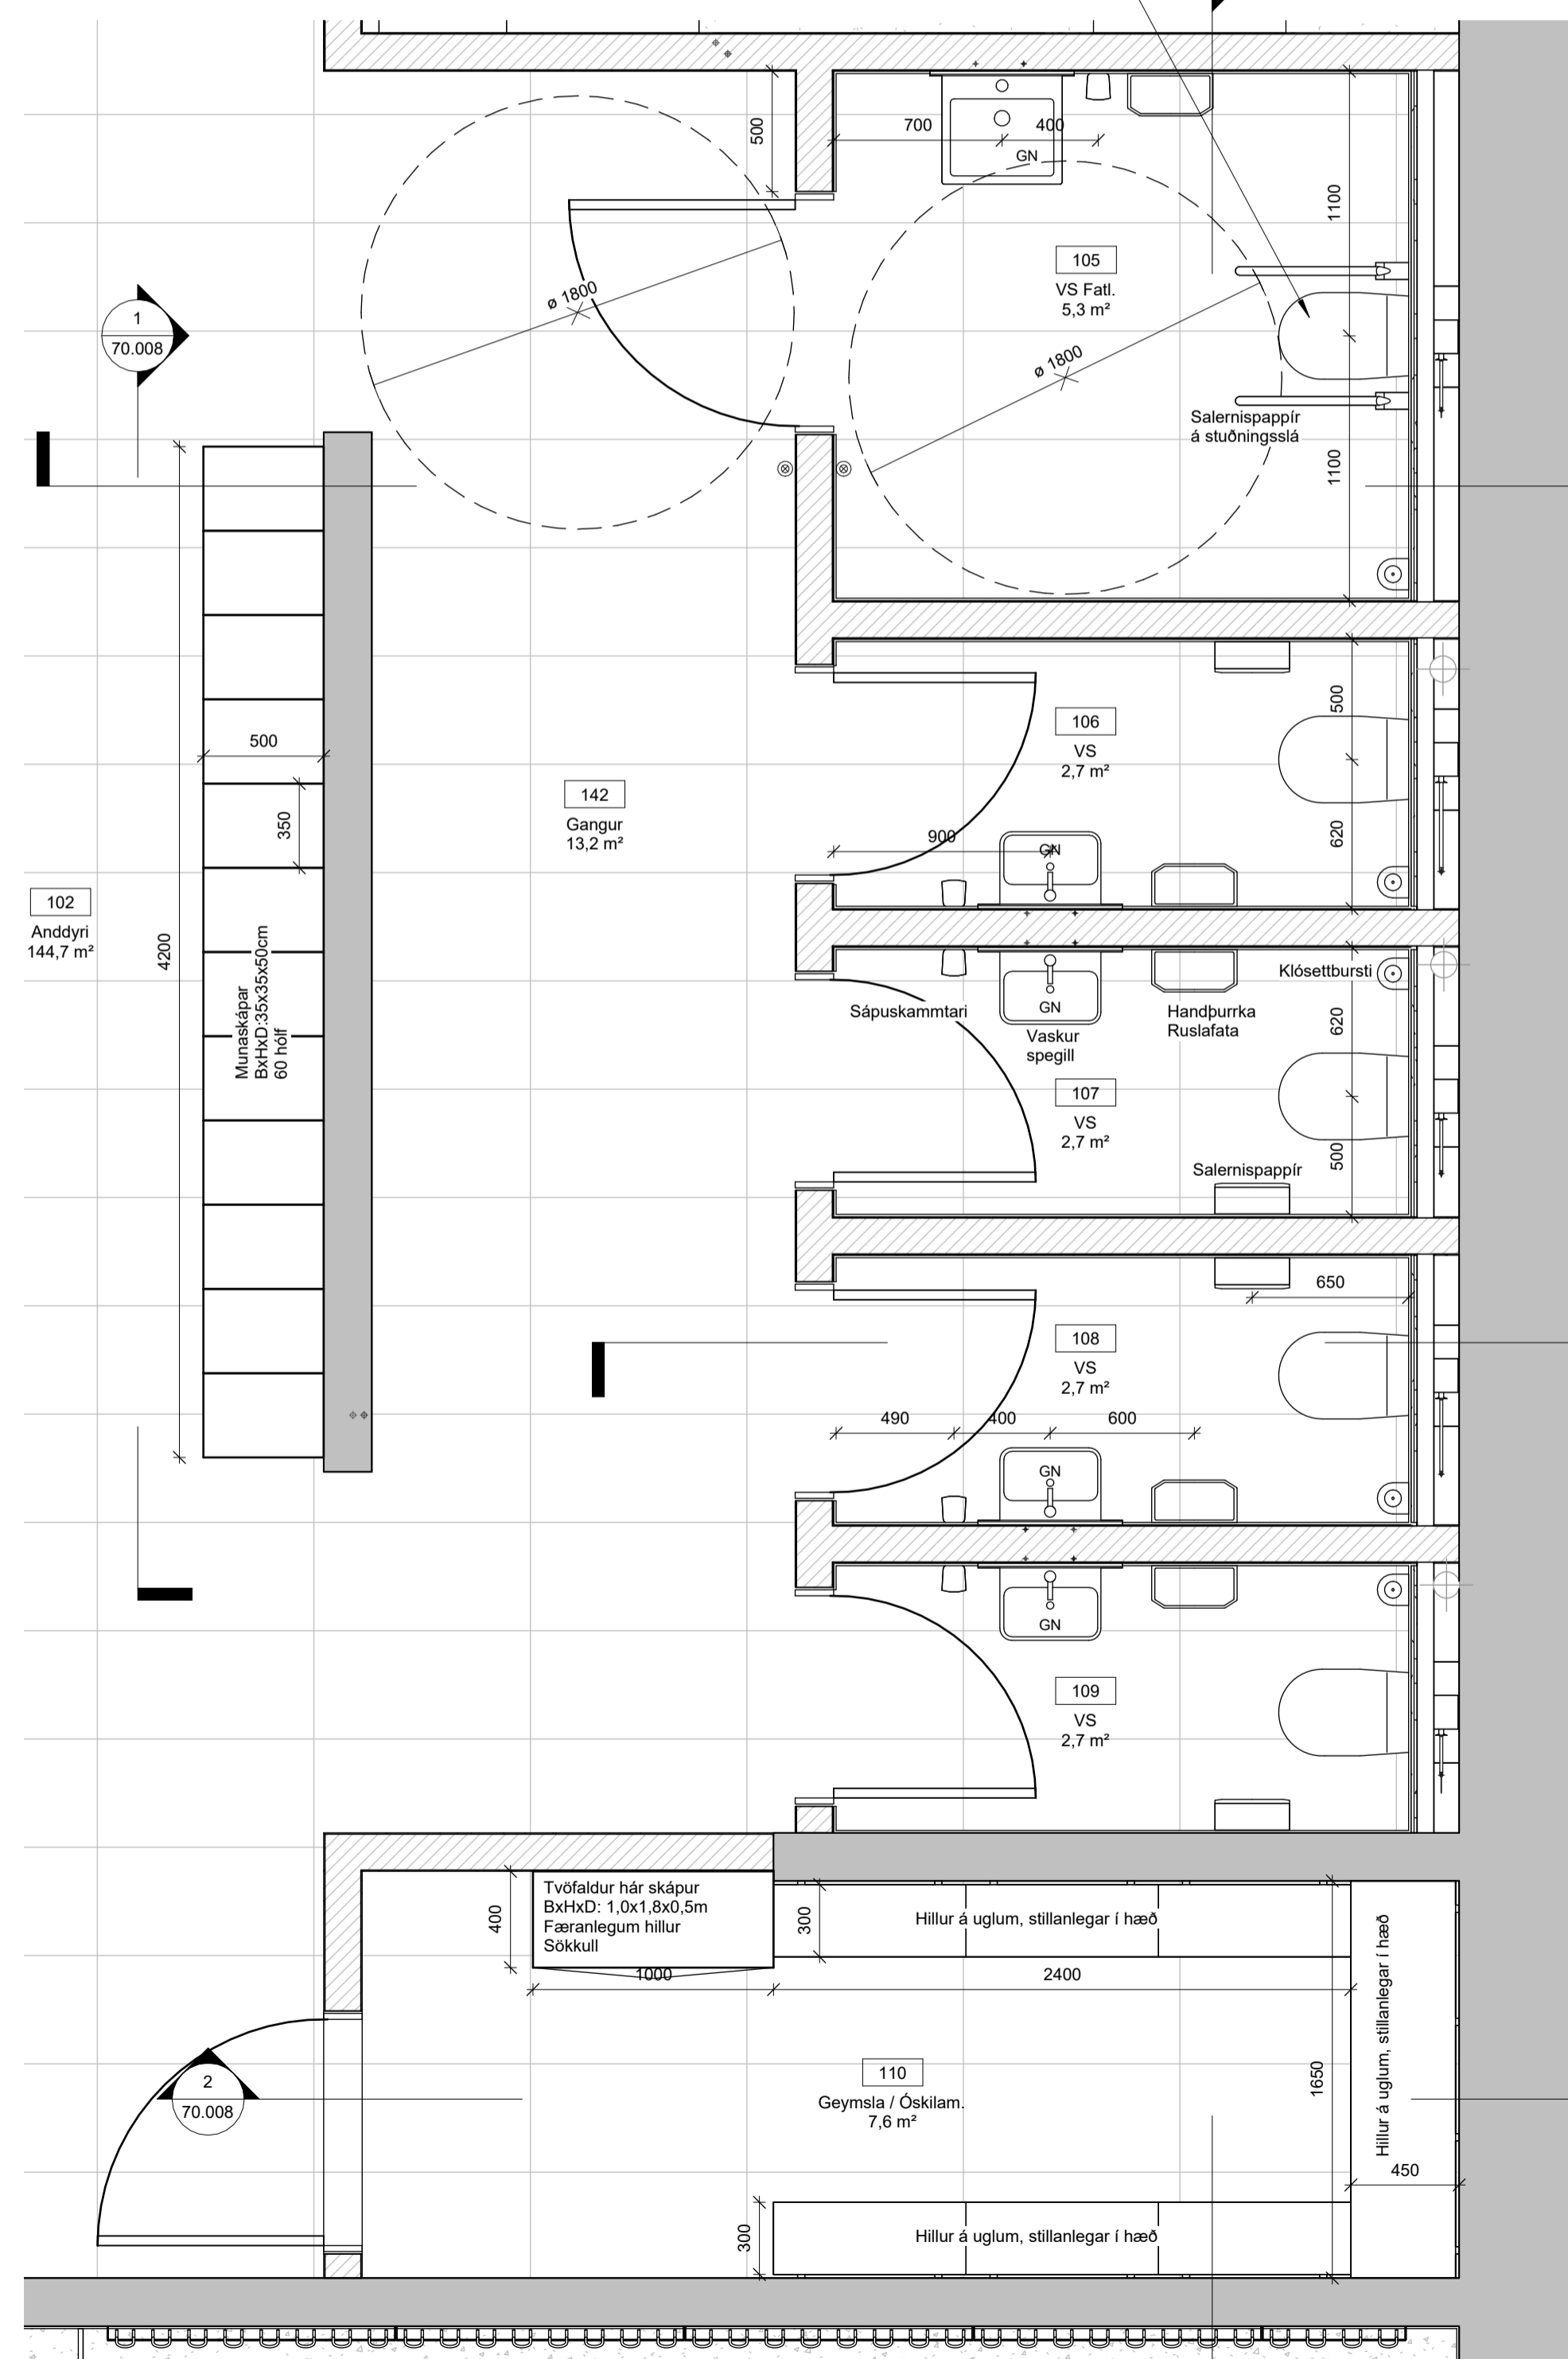 500
700
400
GN
1100
105
VS Fatl.
5,3 m²
ø 1800
ø 1800
1
70.008
Salernispappír
á stuðningsslá
1100
500
106
VS
2,7 m²
500
350
142
Gangur
13,2 m²
900
GN
620
102
Anddyri
144,7 m²
4200
Munaskápar
BxHxD:35x35x50cm
60 hólf
Klósettbursti
Sápuskammtari
GN
Handþurrka
Ruslafata
620
Vaskur
spegill
107
VS
2,7 m²
500
Salernispappír
650
108
VS
2,7 m²
490
400
600
GN
GN
109
VS
2,7 m²
Tvöfaldur hár skápur
BxHxD: 1,0x1,8x0,5m
Færanlegum hillur
Sökkull
400
300
Hillur á uglum, stillanlegar í hæð
1000
2400
Hillur á uglum, stillanlegar í hæð
1650
110
Geymsla / Óskilam.
7,6 m²
2
70.008
450
300
Hillur á uglum, stillanlegar í hæð